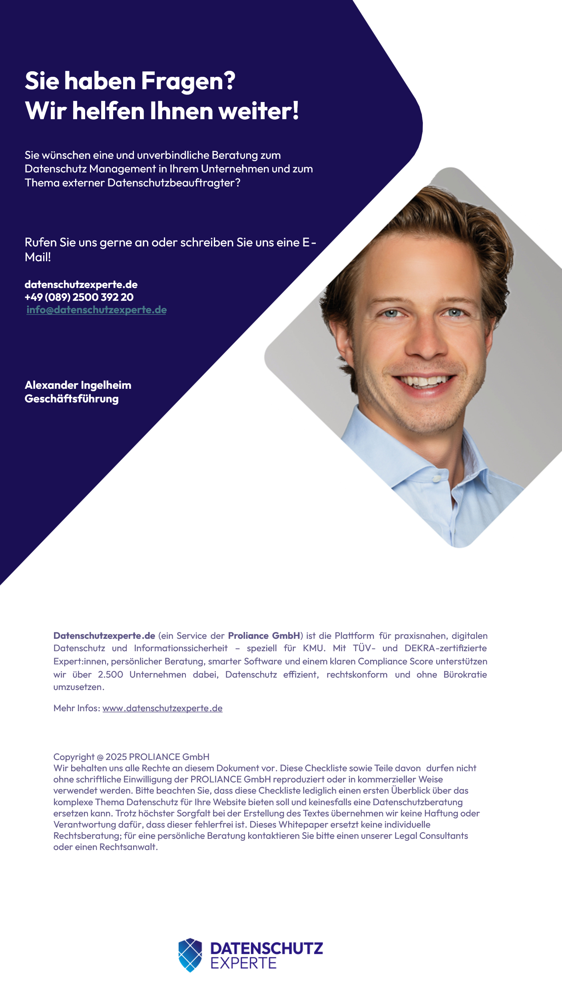 Sie haben Fragen?
Wir helfen Ihnen weiter!
Sie wünschen eine und unverbindliche Beratung zum
Datenschutz Management in Ihrem Unternehmen und zum
Thema externer Datenschutzbeauftragter?
Rufen Sie uns gerne an oder schreiben Sie uns eine E-
Mail!
datenschutzexperte.de
+49 (089) 2500 392 20
info@datenschutzexperte.de
Alexander Ingelheim
Geschäftsführung
Datenschutzexperte.de (ein Service der Proliance GmbH) ist die Plattform für praxisnahen, digitalen
Datenschutz und Informationssicherheit – speziell für KMU. Mit TÜV- und DEKRA-zertifizierte
Expert:innen, persönlicher Beratung, smarter Software und einem klaren Compliance Score unterstützen
wir über 2.500 Unternehmen dabei, Datenschutz effizient, rechtskonform und ohne Bürokratie
umzusetzen.
Mehr Infos: www.datenschutzexperte.de
Copyright @ 2025 PROLIANCE GmbH
Wir behalten uns alle Rechte an diesem Dokument vor. Diese Checkliste sowie Teile davon durfen nicht
ohne schriftliche Einwilligung der PROLIANCE GmbH reproduziert oder in kommerzieller Weise
verwendet werden. Bitte beachten Sie, dass diese Checkliste lediglich einen ersten Überblick über das
komplexe Thema Datenschutz für Ihre Website bieten soll und keinesfalls eine Datenschutzberatung
ersetzen kann. Trotz höchster Sorgfalt bei der Erstellung des Textes übernehmen wir keine Haftung oder
Verantwortung dafür, dass dieser fehlerfrei ist. Dieses Whitepaper ersetzt keine individuelle
Rechtsberatung; für eine persönliche Beratung kontaktieren Sie bitte einen unserer Legal Consultants
oder einen Rechtsanwalt.
DATENSCHUTZ
EXPERTE